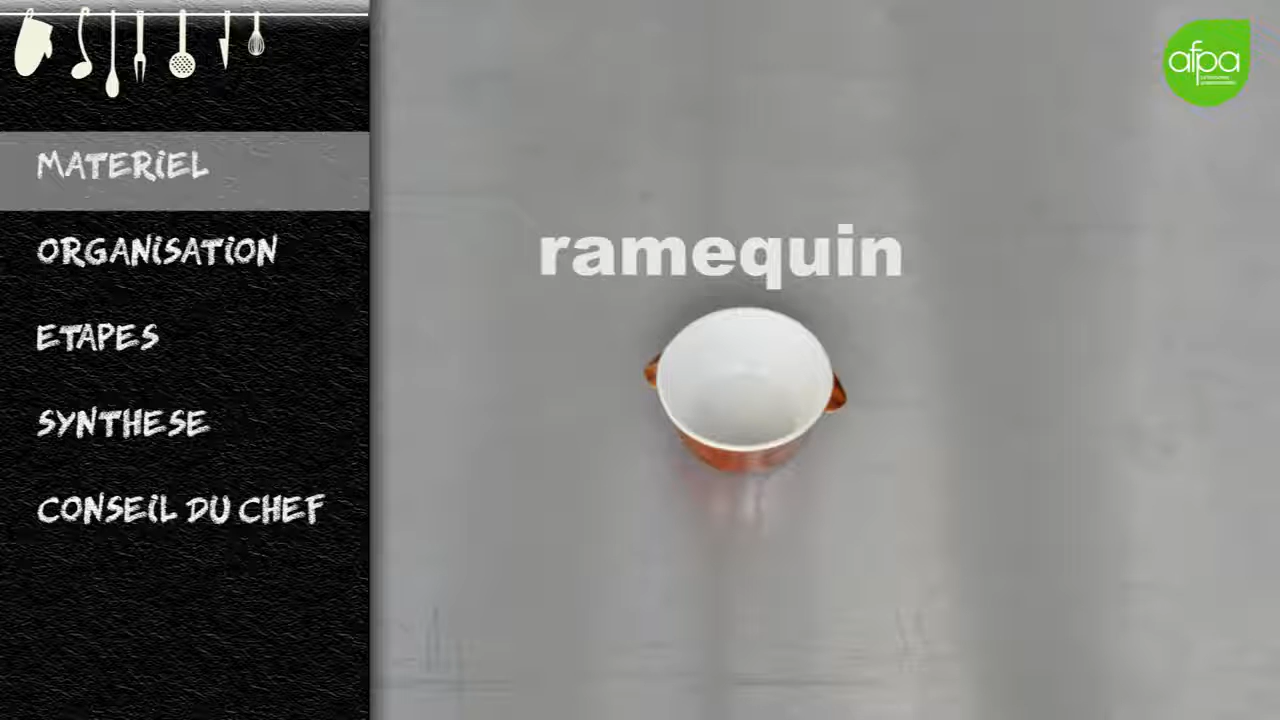 MATERIEL
ORGANISATION
ETAPES
SYNTHESE
CONSEIL DU CHEF
ramequin
afpa